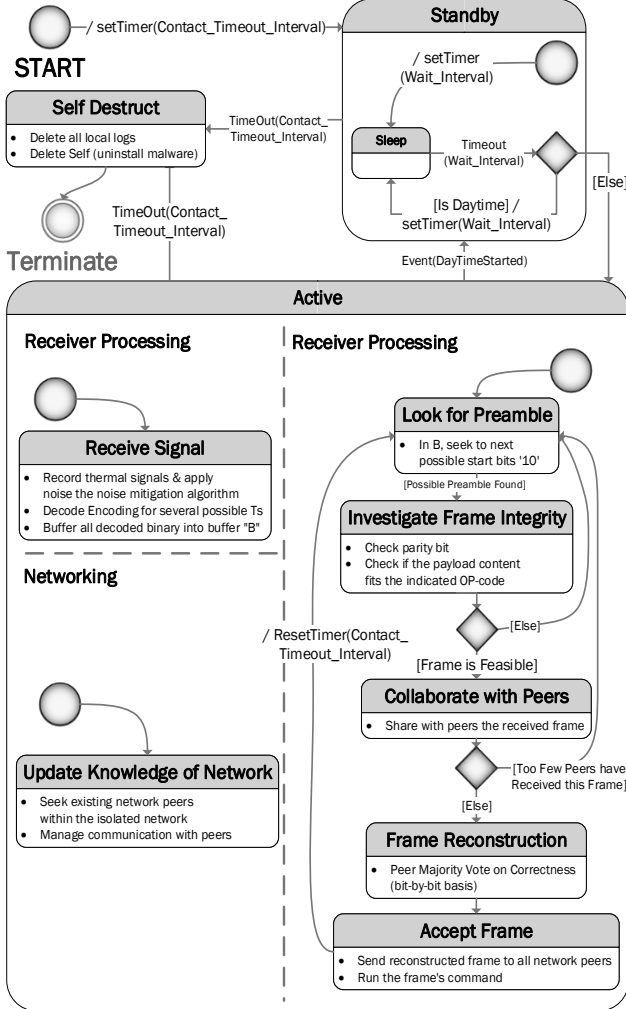 / setTimer(Contact_Timeout_Interval)
START
Standby
/ setTimer
(Wait_Interval)
Sleep
Timeout
(Wait_Interval)
[Is Daytime] /
setTimer(Wait_Interval)
[Else]
TimeOut(Contact_
Timeout_Interval)
Self Destruct
• Delete all local logs
• Delete Self (uninstall malware)
Terminate
TimeOut(Contact_
Timeout_Interval)
Event(DayTimeStarted)
Active
Receiver Processing
Receive Signal
• Record thermal signals & apply
noise the noise mitigation algorithm
• Decode Encoding for several possible Ts
• Buffer all decoded binary into buffer "B"
Networking
Update Knowledge of Network
• Seek existing network peers
within the isolated network
• Manage communication with peers
Receiver Processing
Look for Preamble
• In B, seek to next
possible start bits '10'
[Possible Preamble Found]
Investigate Frame Integrity
• Check parity bit
• Check if the payload content
fits the indicated OP-code
[Else]
/ ResetTimer(Contact_
Timeout_Interval)
[Frame is Feasible]
Collaborate with Peers
• Share with peers the received frame
[Too Few Peers have
Received this Frame]
[Else]
Frame Reconstruction
• Peer Majority Vote on Correctness
(bit-by-bit basis)
Accept Frame
• Send reconstructed frame to all network peers
• Run the frame's command